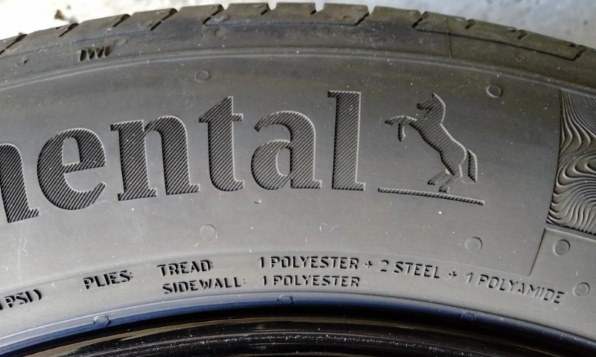 TWI
nental
PSI) PLIES: TREAD: 1 POLYESTER + 2 STEEL + 1 POLYAMIDE
SIDEWALL: 1 POLYESTER